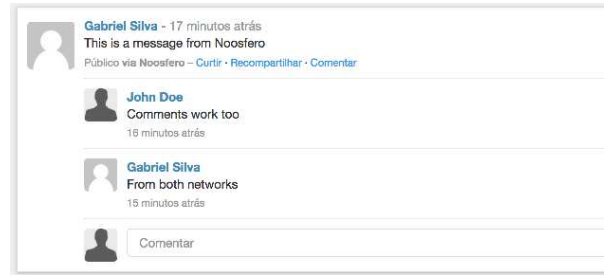 Gabriel Silva - 17 minutos atrás
This is a message from Noosfero
Público via Noosfero – Curtir · Recompartilhar · Comentar
John Doe
Comments work too
16 minutos atrás
Gabriel Silva
From both networks
15 minutos atrás
Comentar